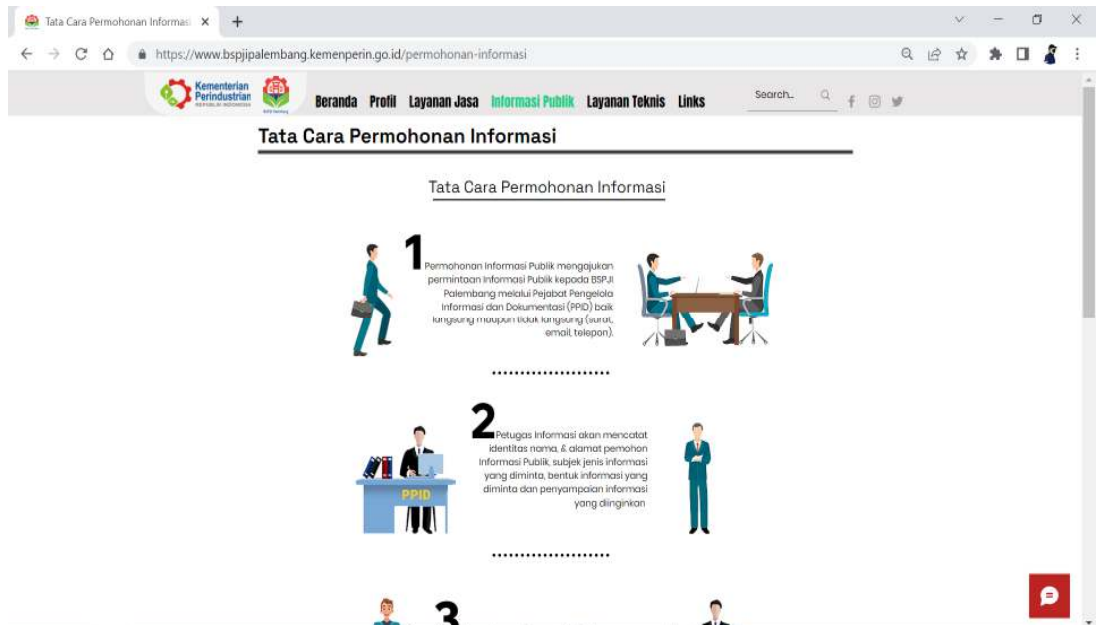 Tata Cara Permohonan Informas
https://www.bspjipalembang.kemenperin.go.id/permohonan-informasi
Kementerian
Perindustrian
REPUBLIK INDONESIA
Beranda Profil Layanan Jasa Informasi Publik Layanan Teknis Links
Search...
Tata Cara Permohonan Informasi
Tata Cara Permohonan Informasi
1
Permohonan Informasi Publik mengajukan
permintaan Informasi Publik kepada BSPJI
Palembang melalui Pejabat Pengelola
Informasi dan Dokumentasi (PPID) baik
langsung maupun tidak langsung (surat,
email, telepon).
2
Petugas Informasi akan mencatat
identitas nama, & alamat pemohon
Informasi Publik, subjek jenis informasi
yang diminta, bentuk informasi yang
diminta dan penyampaian informasi
yang diinginkan
PPID
3